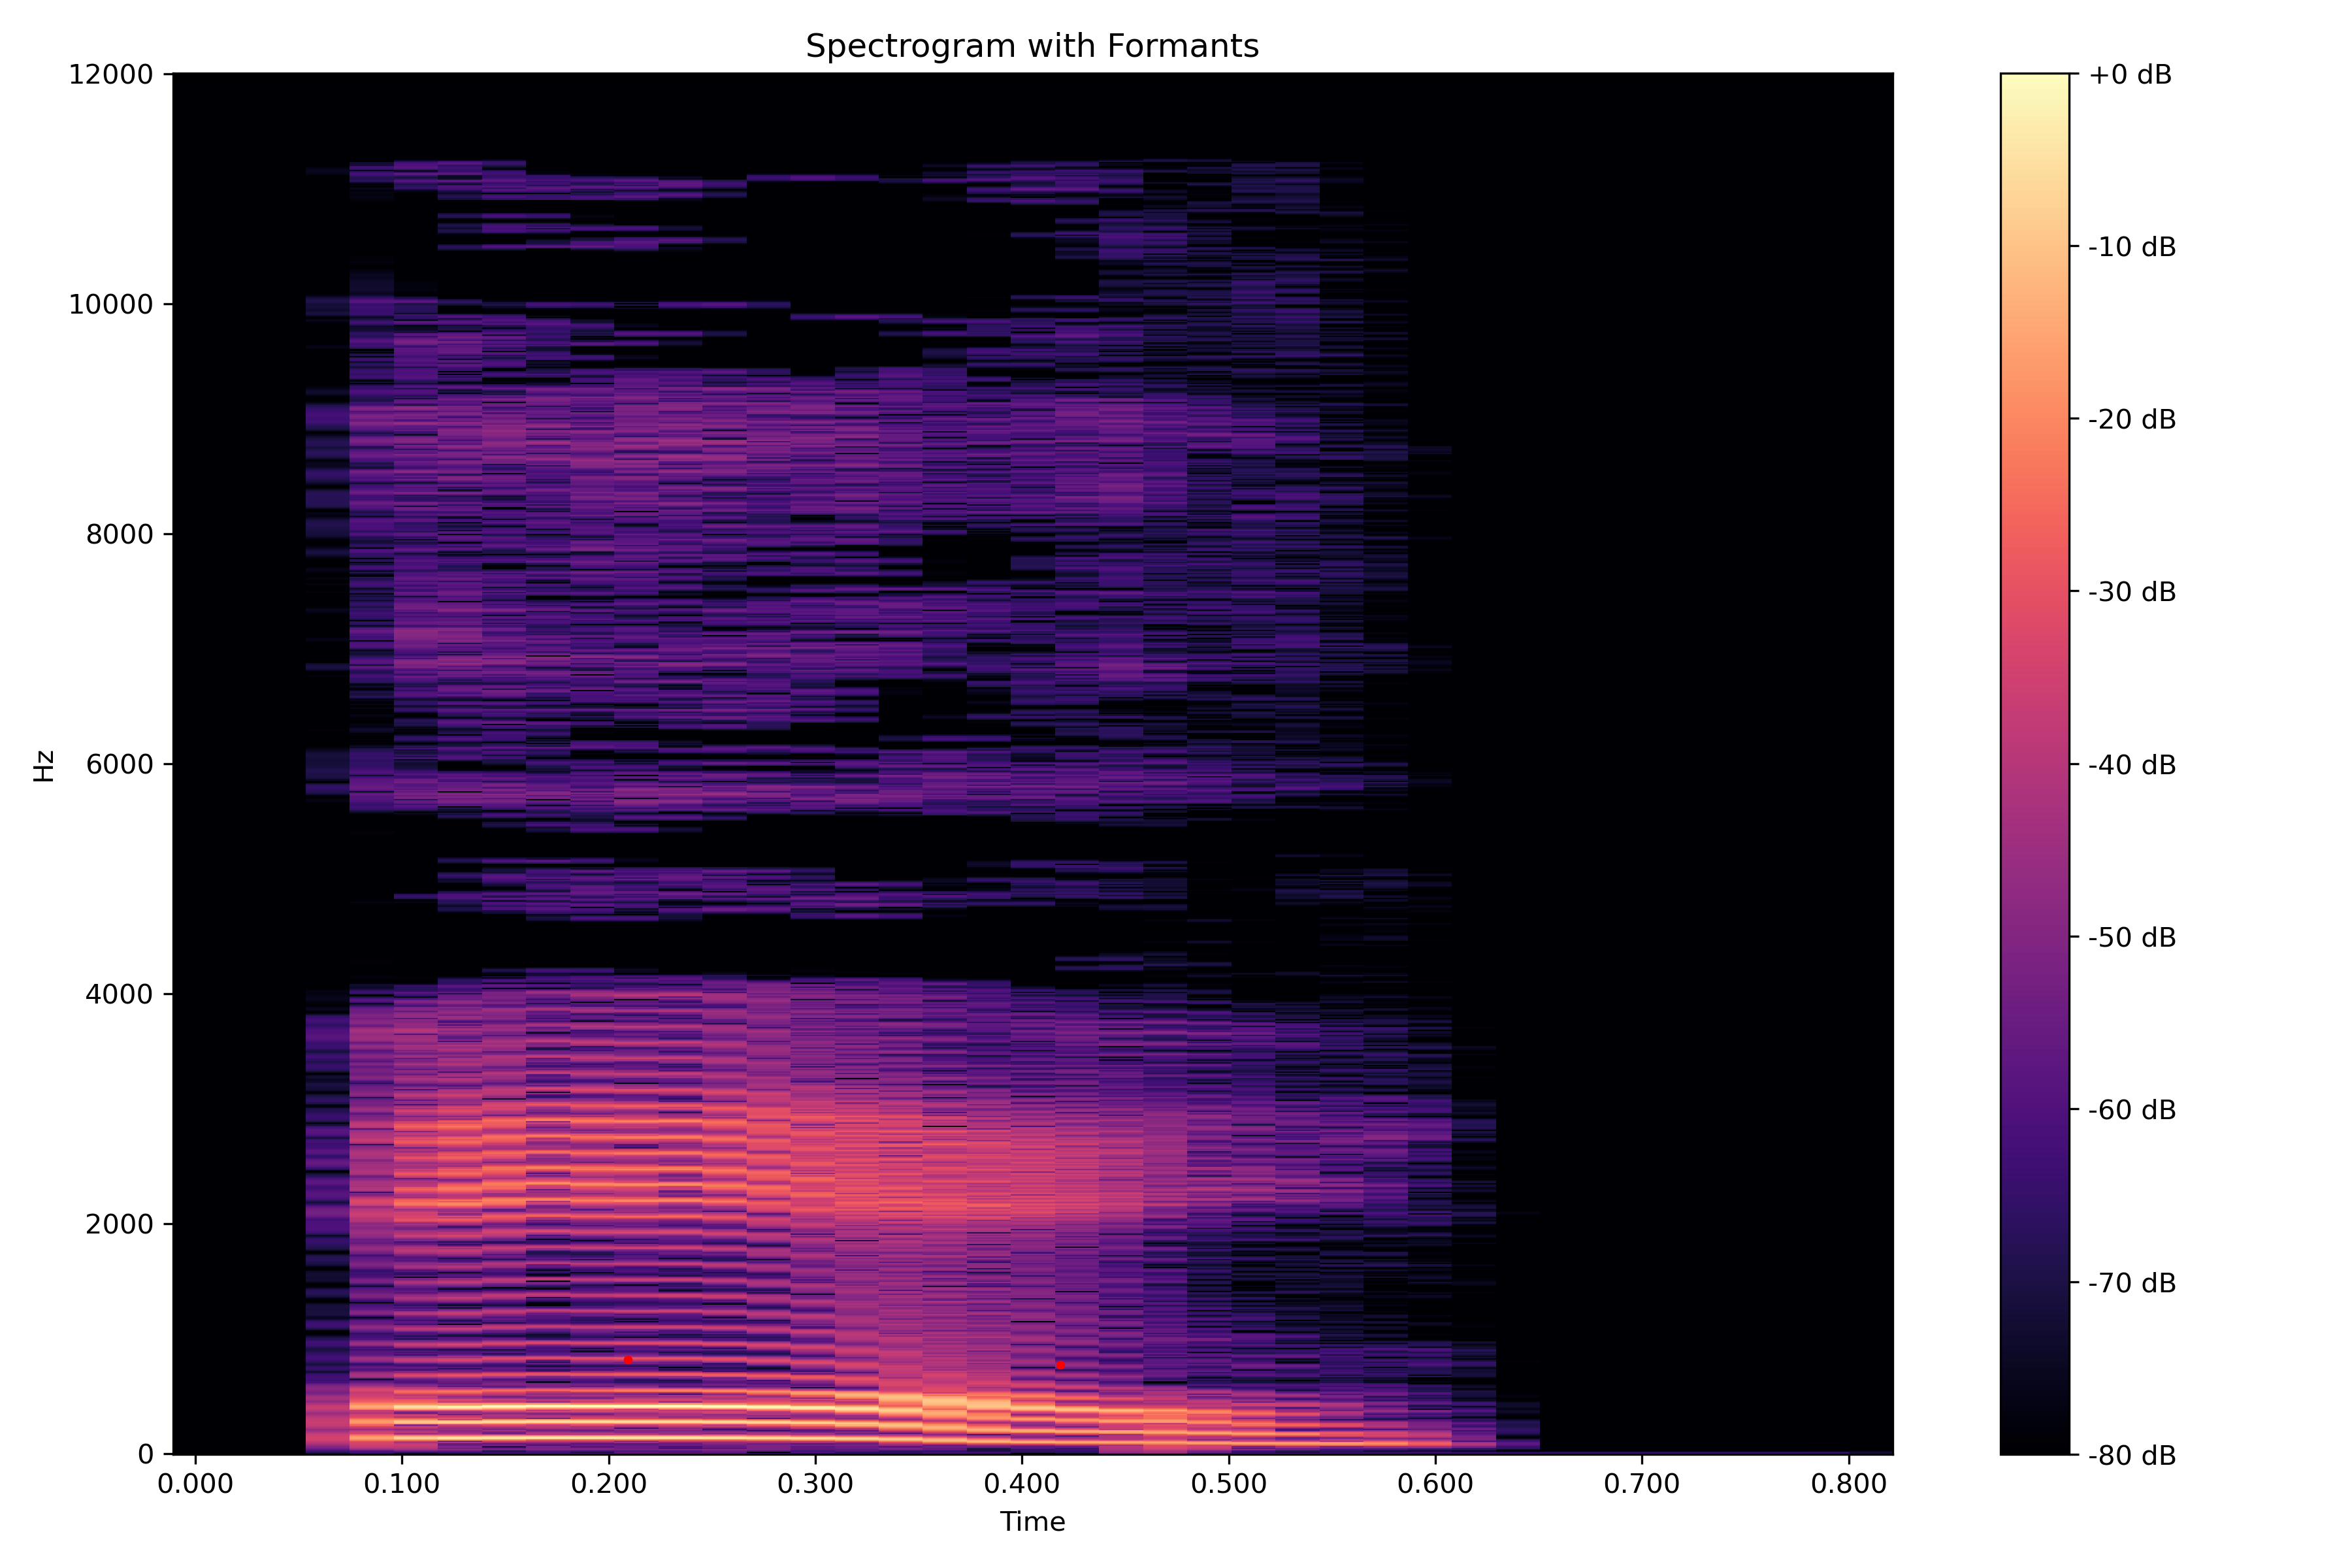 Spectrogram with Formants
12000
10000
8000
6000
4000
2000
0
Hz
0.000 0.100 0.200 0.300 0.400 0.500 0.600 0.700 0.800
Time
+0 dB
-10 dB
-20 dB
-30 dB
-40 dB
-50 dB
-60 dB
-70 dB
-80 dB